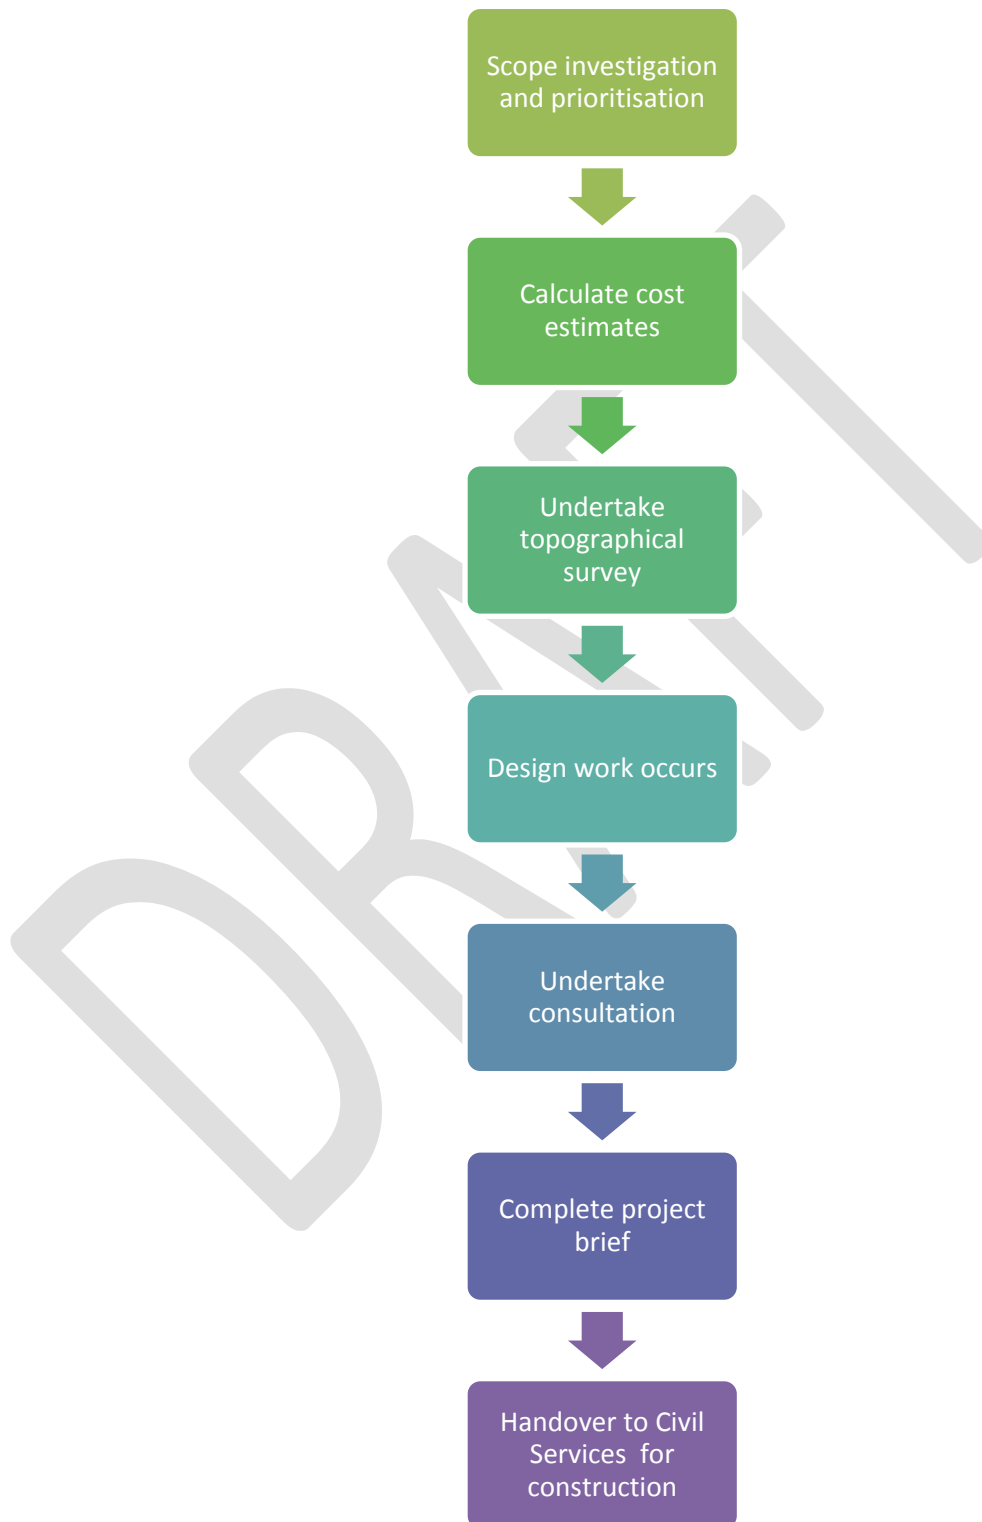 Scope investigation
and prioritisation
Calculate cost
estimates
Undertake
topographical
survey
Design work occurs
Undertake
consultation
Complete project
brief
Handover to Civil
Services for
construction
DRAFT